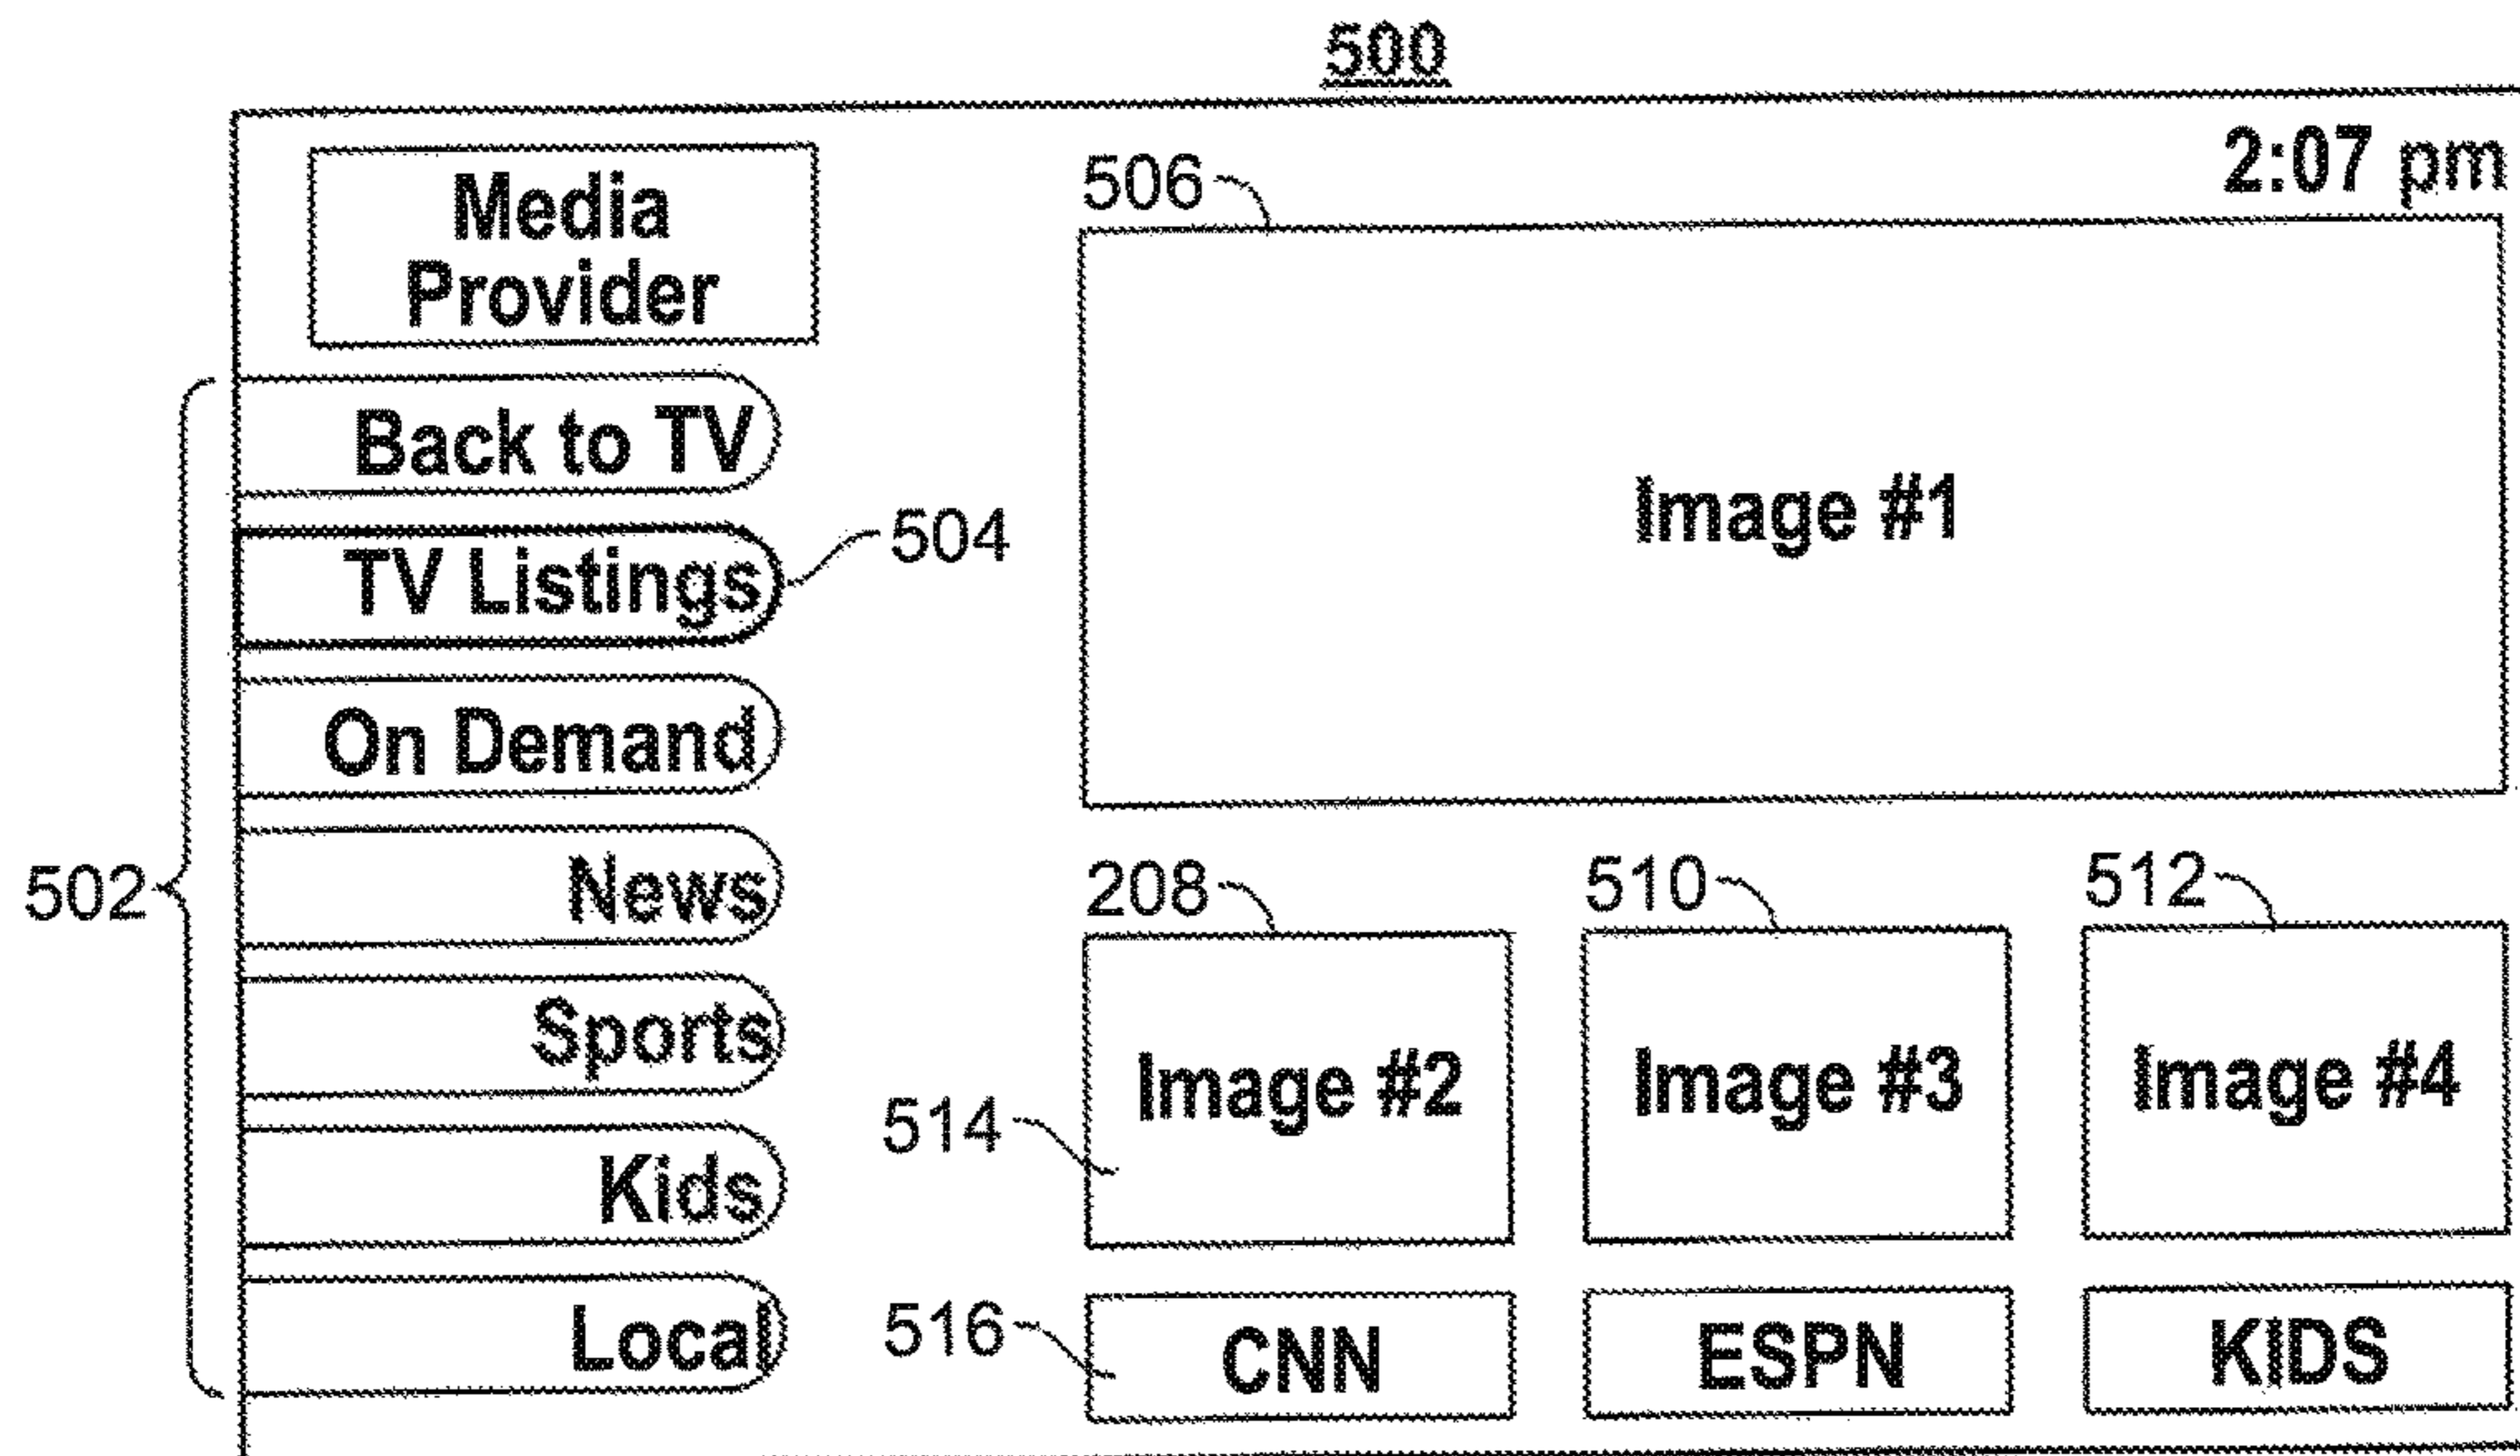 500
2:07 pm
Media
Provider
506
Back to TV
TV Listings
504
Image #1
On Demand
News
502
208
510
512
Sports
Image #2
Image #3
Image #4
514
Kids
Local
516
CNN
ESPN
KIDS